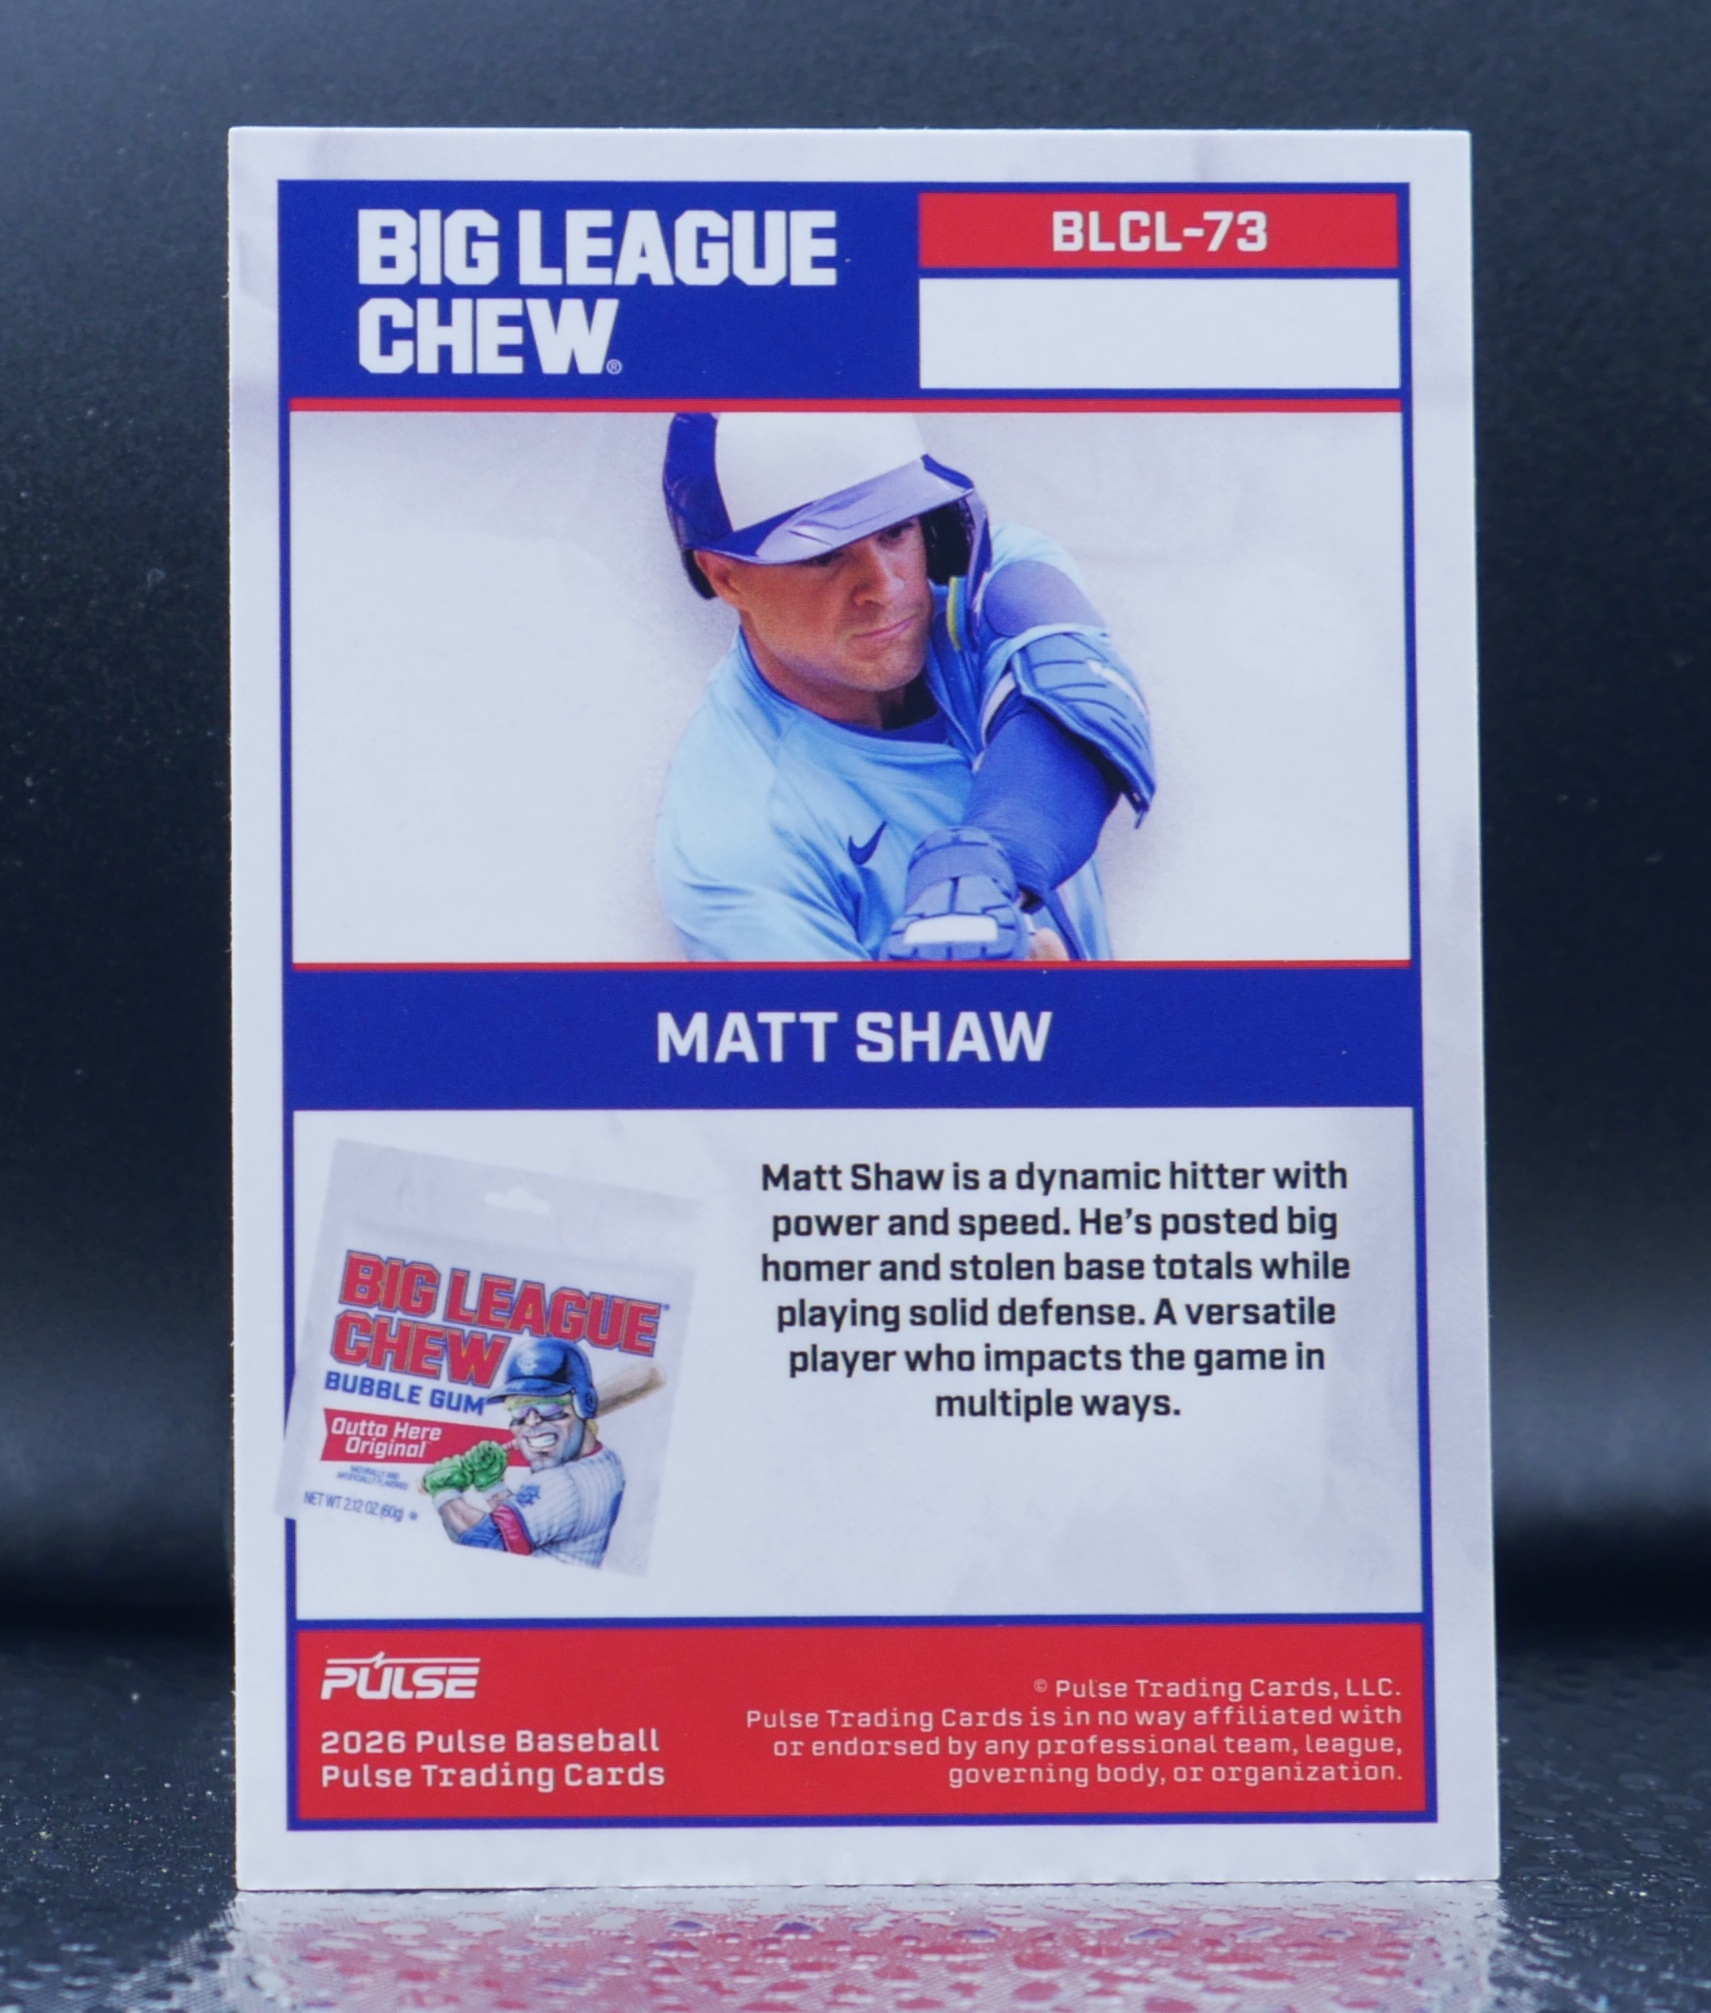 BIG LEAGUE
CHEW®
BLCL-73
MATT SHAW
Matt Shaw is a dynamic hitter with
power and speed. He's posted big
homer and stolen base totals while
playing solid defense. A versatile
player who impacts the game in
multiple ways.
BIG LEAGUE
CHEW
BUBBLE GUM
Outta Here
Original
NATURALLY AND
ARTIFICIALLY FLAVORED
NET WT 2.12 OZ (60g)
PULSE
2026 Pulse Baseball
Pulse Trading Cards
© Pulse Trading Cards, LLC.
Pulse Trading Cards is in no way affiliated with
or endorsed by any professional team, league,
governing body, or organization.